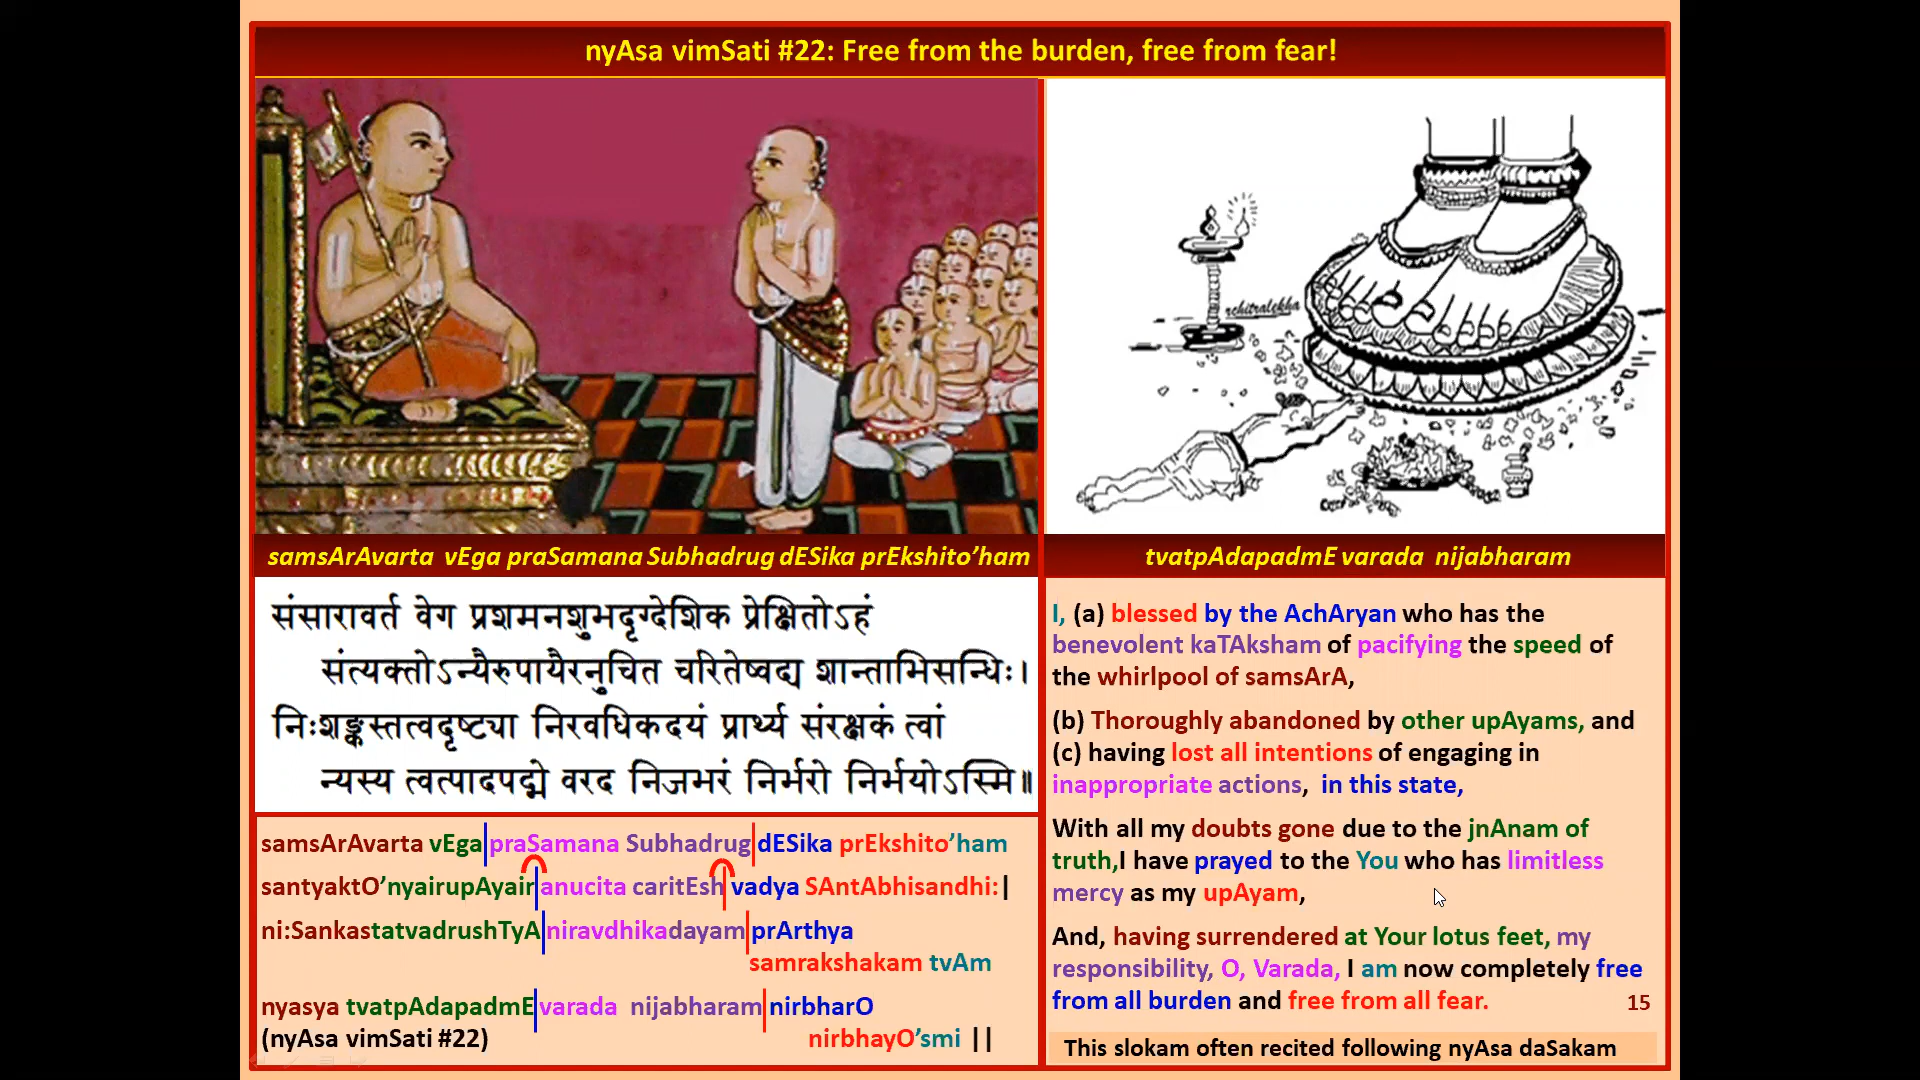 nyAsa vimSati #22: Free from the burden, free from fear!
rchitralekha
samsArAvarta vEga praSamana Subhadrug dESika prEkshito’ham
tvatpAdapadmE varada nijabharam
संसारावर्त वेग प्रशमनशुभदृग्देशिक प्रेक्षितोऽहं
संत्यक्तोऽन्यैरुपायैरनुचित चरितेष्वद्य शान्ताभिसन्धिः।
निःशङ्कस्तत्वदृष्ट्या निरवधिकदयं प्रार्थ्य संरक्षकं त्वां
न्यस्य त्वत्पादपद्मे वरद निजभरं निर्भरो निर्भयोऽस्मि॥
samsArAvarta vEga praSamana Subhadrug dESika prEkshito’ham
santyaktO’nyairupAyair anucita caritEsh vadya SAntAbhisandhi:|
ni:SankastatvadrushTyA niravdhikadayam prArthya
samrakshakam tvAm
nyasya tvatpAdapadmE varada nijabharam nirbharO
(nyAsa vimSati #22) nirbhayO’smi ||
I, (a) blessed by the AchAryan who has the
benevolent kaTAksham of pacifying the speed of
the whirlpool of samsArA,
(b) Thoroughly abandoned by other upAyams, and
(c) having lost all intentions of engaging in
inappropriate actions, in this state,
With all my doubts gone due to the jnAnam of
truth,I have prayed to the You who has limitless
mercy as my upAyam,
And, having surrendered at Your lotus feet, my
responsibility, O, Varada, I am now completely free
from all burden and free from all fear. 15
This slokam often recited following nyAsa daSakam